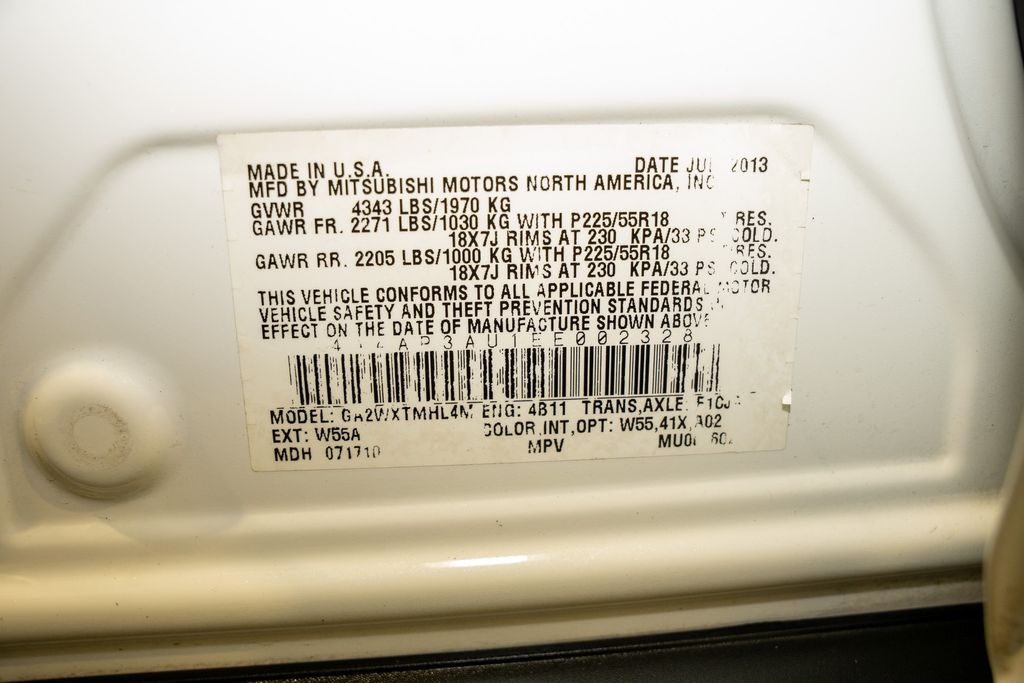 MADE IN U.S.A. DATE 2013
MFD BY MITSUBISHI MOTORS NORTH AMERICA, INC
GVWR 4343 LBS/1970 KG
GAWR FR. 2271 LBS/1030 KG WITH P225/55R18
18X7J RIMS AT 230 KPA/33 COLD.
GAWR RR. 2205 LBS/1000 KG WITH P225/55R18
18X7J RIMS AT 230 KPA/33 COLD.
THIS VEHICLE CONFORMS TO ALL APPLICABLE FEDERAL MOTOR
VEHICLE SAFETY AND THEFT PREVENTION STANDARDS
EFFECT ON THE DATE OF MANUFACTURE SHOWN ABOVE
MODEL: ENG: 4B11 TRANS,AXLE:
EXT: W55A COLOR,INT,OPT: W55,41X,A02
MDH 071710 MPV